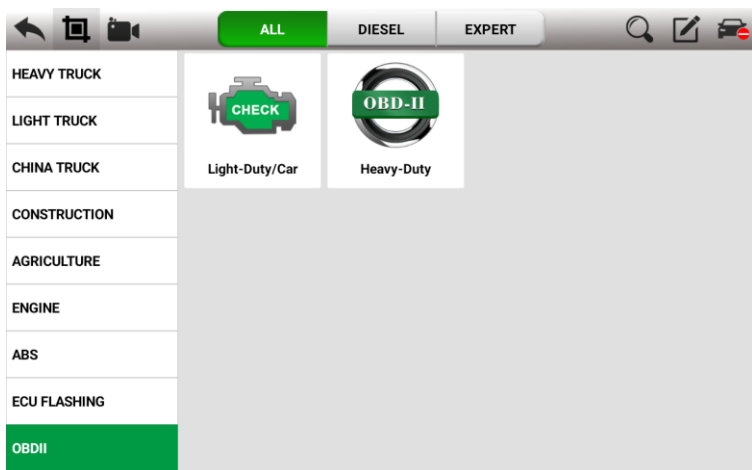 ALL
DIESEL
EXPERT
HEAVY TRUCK
LIGHT TRUCK
CHINA TRUCK
CONSTRUCTION
AGRICULTURE
ENGINE
ABS
ECU FLASHING
OBDII
CHECK
Light-Duty/Car
OBD-II
Heavy-Duty